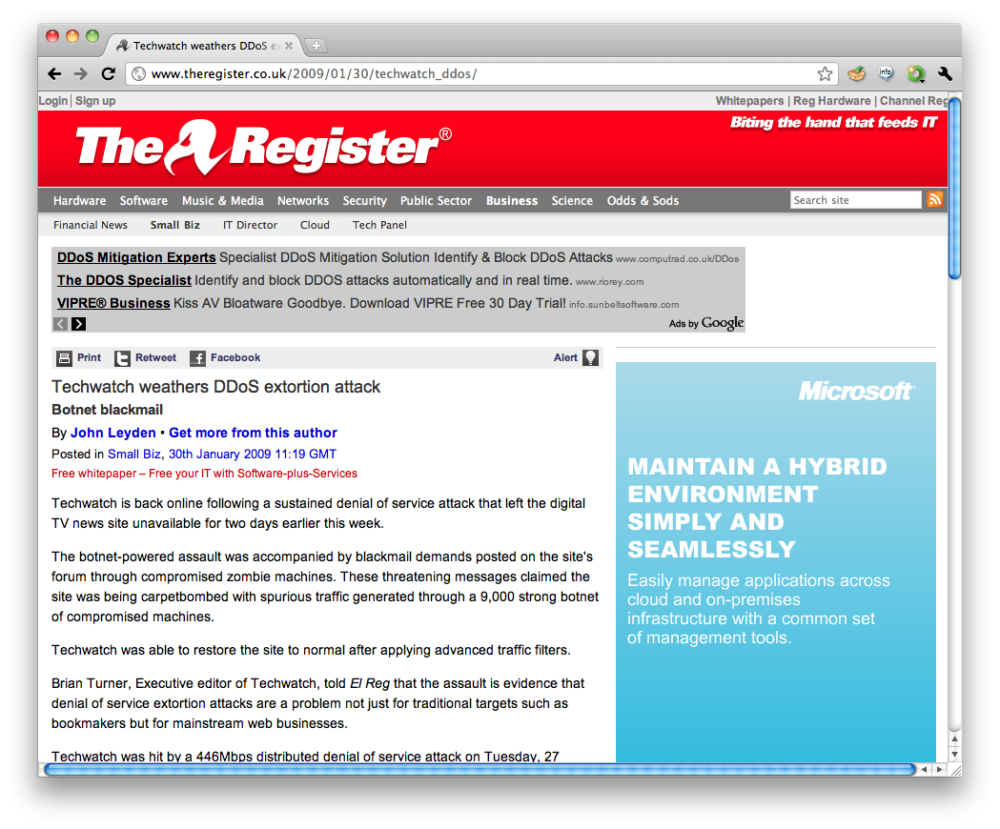 Techwatch weathers DDoS ex
www.theregister.co.uk/2009/01/30/techwatch_ddos/
info
Login | Sign up
Whitepapers | Reg Hardware | Channel Reg
The Register®
Biting the hand that feeds IT
Hardware Software Music & Media Networks Security Public Sector Business Science Odds & Sods
Search site
Financial News Small Biz IT Director Cloud Tech Panel
DDoS Mitigation Experts Specialist DDoS Mitigation Solution Identify & Block DDoS Attacks www.computrad.co.uk/DDos
The DDOS Specialist Identify and block DDOS attacks automatically and in real time. www.riorey.com
VIPRE® Business Kiss AV Bloatware Goodbye. Download VIPRE Free 30 Day Trial! info.sunbeltsoftware.com
Ads by Google
Print Retweet Facebook Alert
Techwatch weathers DDoS extortion attack
Botnet blackmail
By John Leyden • Get more from this author
Posted in Small Biz, 30th January 2009 11:19 GMT
Free whitepaper – Free your IT with Software-plus-Services
Techwatch is back online following a sustained denial of service attack that left the digital
TV news site unavailable for two days earlier this week.
The botnet-powered assault was accompanied by blackmail demands posted on the site's
forum through compromised zombie machines. These threatening messages claimed the
site was being carpetbombed with spurious traffic generated through a 9,000 strong botnet
of compromised machines.
Techwatch was able to restore the site to normal after applying advanced traffic filters.
Brian Turner, Executive editor of Techwatch, told El Reg that the assault is evidence that
denial of service extortion attacks are a problem not just for traditional targets such as
bookmakers but for mainstream web businesses.
Techwatch was hit by a 446Mbps distributed denial of service attack on Tuesday, 27
Microsoft
MAINTAIN A HYBRID
ENVIRONMENT
SIMPLY AND
SEAMLESSLY
Easily manage applications across
cloud and on-premises
infrastructure with a common set
of management tools.